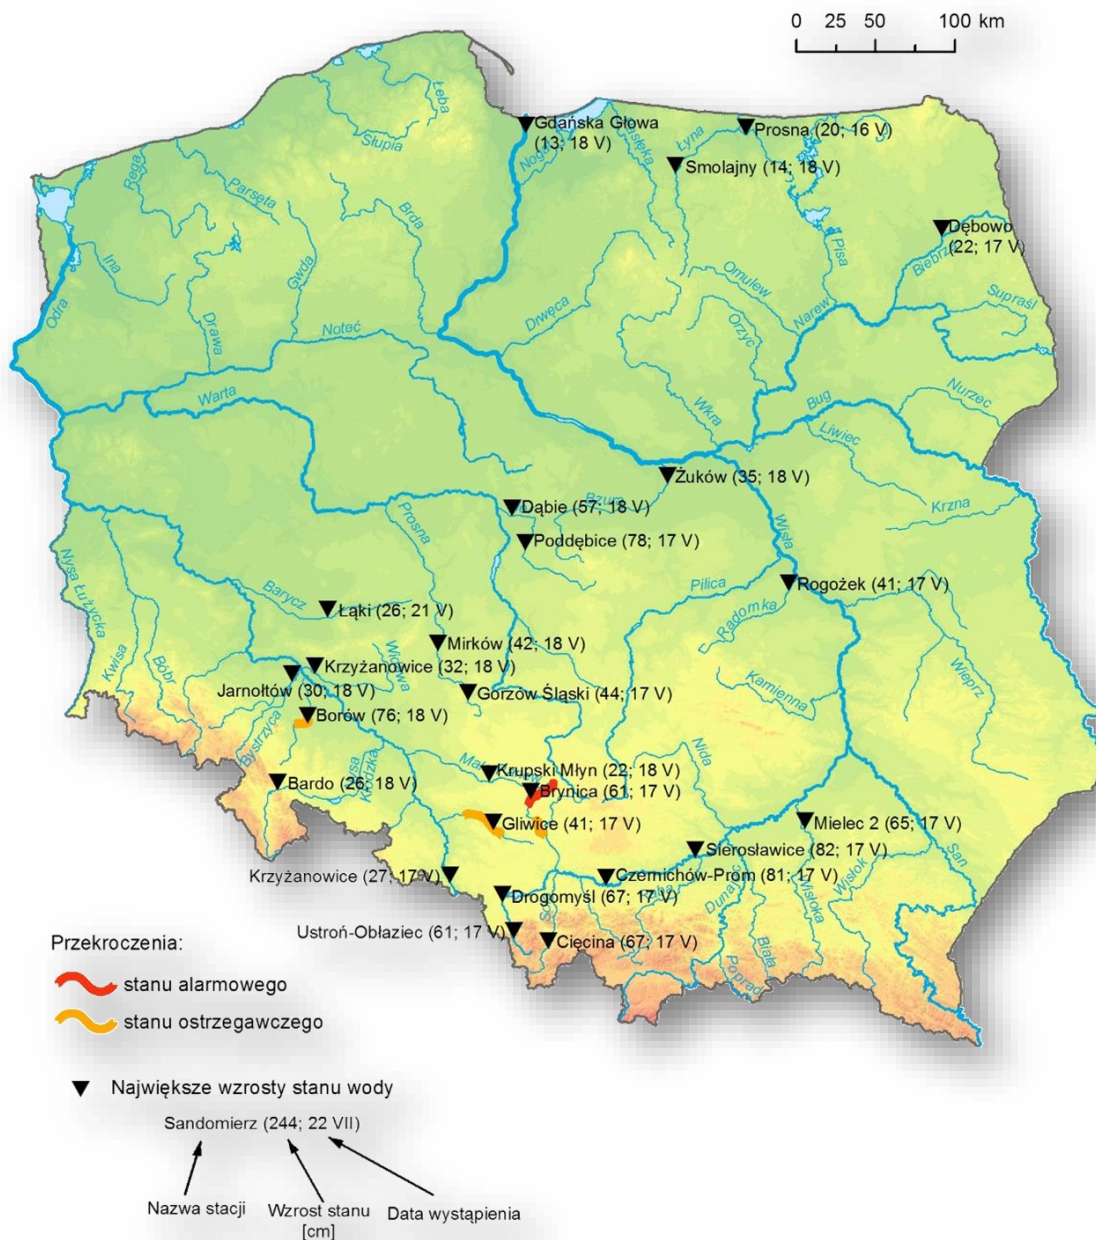 0 25 50 100 km
Łeba
Słupia
Gdańska Głowa
(13; 18 V)
Nogat
Łyna
Prosna (20; 16 V)
Smolajny (14; 18 V)
Rega
Parsęta
Brda
Dębowo
(22; 17 V)
Pisa
Ina
Gwda
Omulew
Supraśl
Odra
Drawa
Noteć
Drwęca
Orzyc
Narew
Warta
Wkra
Bug
Nurzec
Liwiec
Żuków (35; 18 V)
Krzna
Dąbie (57; 18 V)
Prosna
Poddębice (78; 17 V)
Wisła
Nysa Łużycka
Pilica
Rogożek (41; 17 V)
Barycz
Łąki (26; 21 V)
Radomka
Mirków (42; 18 V)
Kwisa
Bóbr
Widawa
Wieprz
Krzyżanowice (32; 18 V)
Jarnołtów
(30; 18 V)
Gorzów Śląski (44; 17 V)
Kamienna
Borów (76; 18 V)
Bystrzyca
Nida
Kłodzka
Krupski Młyn (22; 18 V)
Bardo (26; 18 V)
Brynica
(61; 17 V)
Gliwice (41; 17 V)
Mielec 2 (65; 17 V)
Sierosławice (82; 17 V)
San
Wisłok
Krzyżanowice (27; 17 V)
Czernichów-Prom (81; 17 V)
Drogomyśl (67; 17 V)
Raba
Dunajec
Wisłoka
Ustroń-Obłaziec (61; 17 V)
Cięcina (67; 17 V)
Biała
Poprad
Przekroczenia:
stanu alarmowego
stanu ostrzegawczego
Największe wzrosty stanu wody
Sandomierz (244; 22 VII)
Nazwa stacji
Wzrost stanu
[cm]
Data wystąpienia